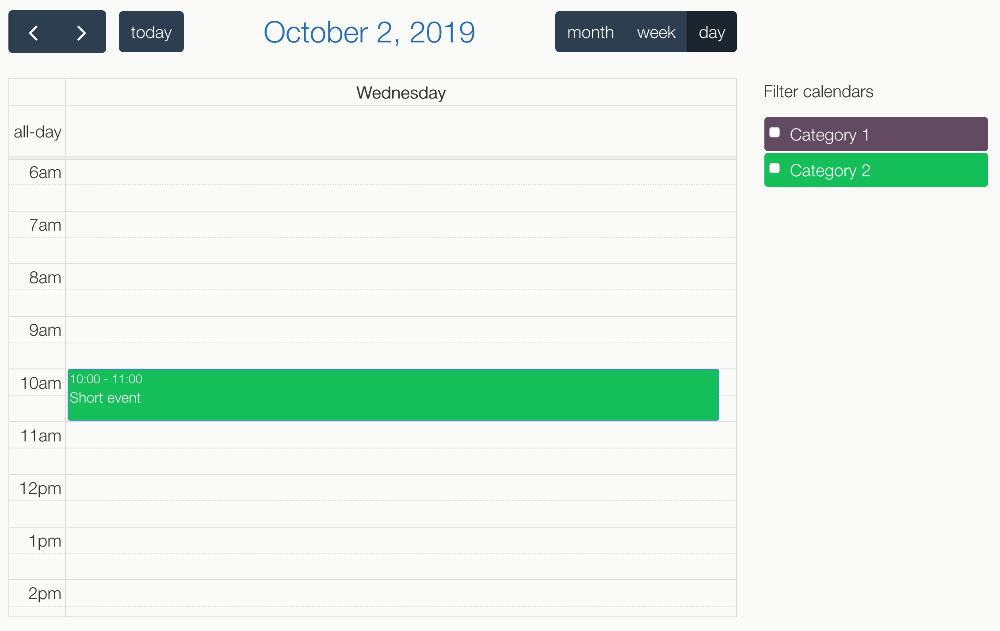 today
October 2, 2019
month week day
Wednesday
Filter calendars
all-day
Category 1
Category 2
6am
7am
8am
9am
10am
10:00 - 11:00
Short event
11am
12pm
1pm
2pm